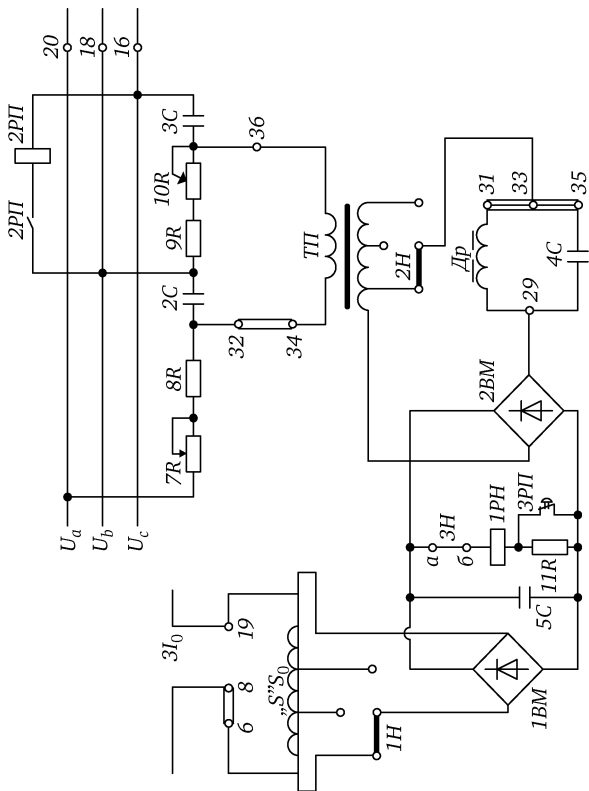 20
18
16
2РП
2РП
3С
36
10R
9R
2С
32
34
8R
7R
Ua
Ub
Uc
ТП
2Н
31
33
35
Др
4С
29
2ВМ
3Н
а
б
1РН
3РП
11R
5С
3I0
19
8
6
„S”S0
1Н
1ВМ